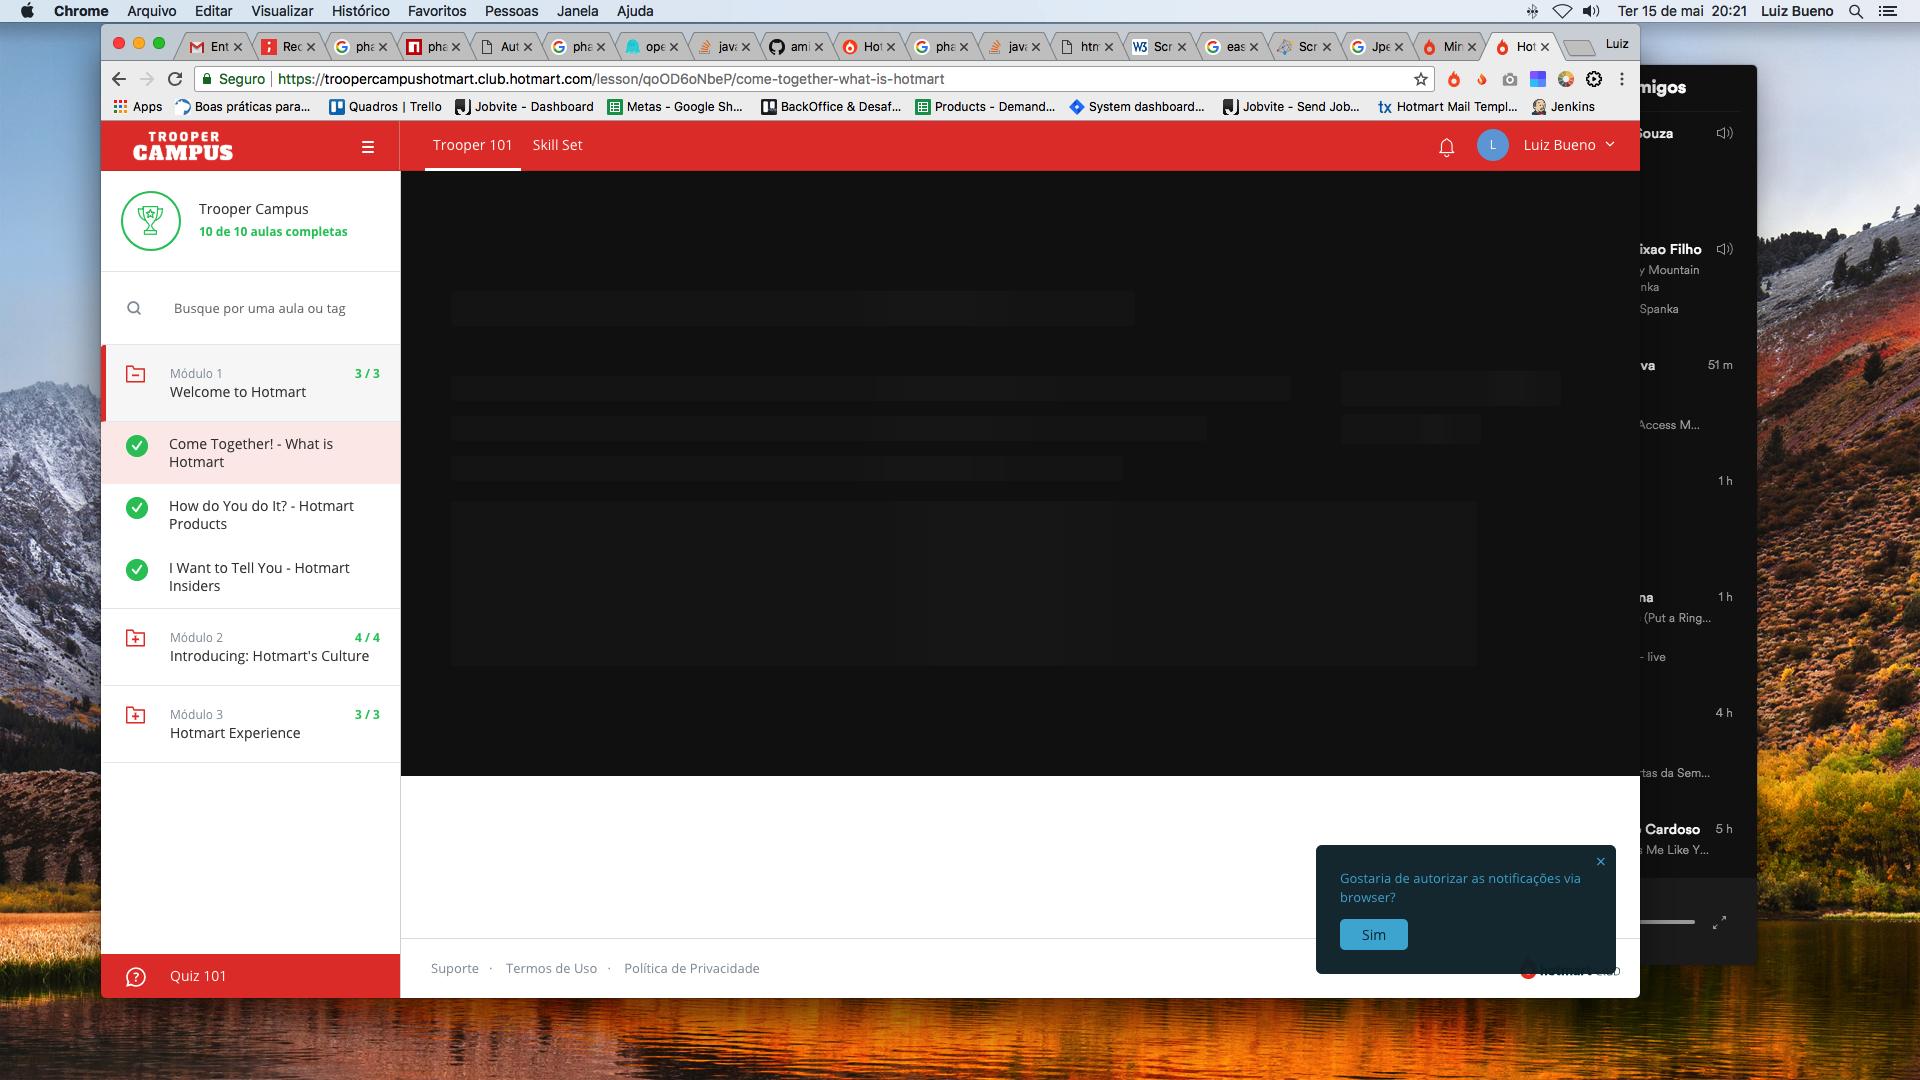 Chrome Arquivo Editar Visualizar Histórico Favoritos Pessoas Janela Ajuda
Ter 15 de mai 20:21 Luiz Bueno
Ent Rec pha pha Aut pha ope java ami Hot pha java htm W3 Scr eas Scr Jpe Min Hot Luiz
Seguro https://troopercampushotmart.club.hotmart.com/lesson/qoOD6oNbeP/come-together-what-is-hotmart
Apps Boas práticas para... Quadros | Trello Jobvite - Dashboard Metas - Google Sh... BackOffice & Desaf... Products - Demand... System dashboard... Jobvite - Send Job... tx Hotmart Mail Templ... Jenkins
TROOPER
CAMPUS
Trooper 101 Skill Set
L Luiz Bueno
Trooper Campus
10 de 10 aulas completas
Busque por uma aula ou tag
Módulo 1 3 / 3
Welcome to Hotmart
Come Together! - What is
Hotmart
How do You do It? - Hotmart
Products
I Want to Tell You - Hotmart
Insiders
Módulo 2 4 / 4
Introducing: Hotmart's Culture
Módulo 3 3 / 3
Hotmart Experience
Quiz 101
Gostaria de autorizar as notificações via
browser?
Sim
Suporte · Termos de Uso · Política de Privacidade
migos
Souza
ixao Filho
y Mountain
nka
Spanka
va 51 m
Access M...
1 h
na 1 h
(Put a Ring...
- live
4 h
rtas da Sem...
Cardoso 5 h
s Me Like Y...